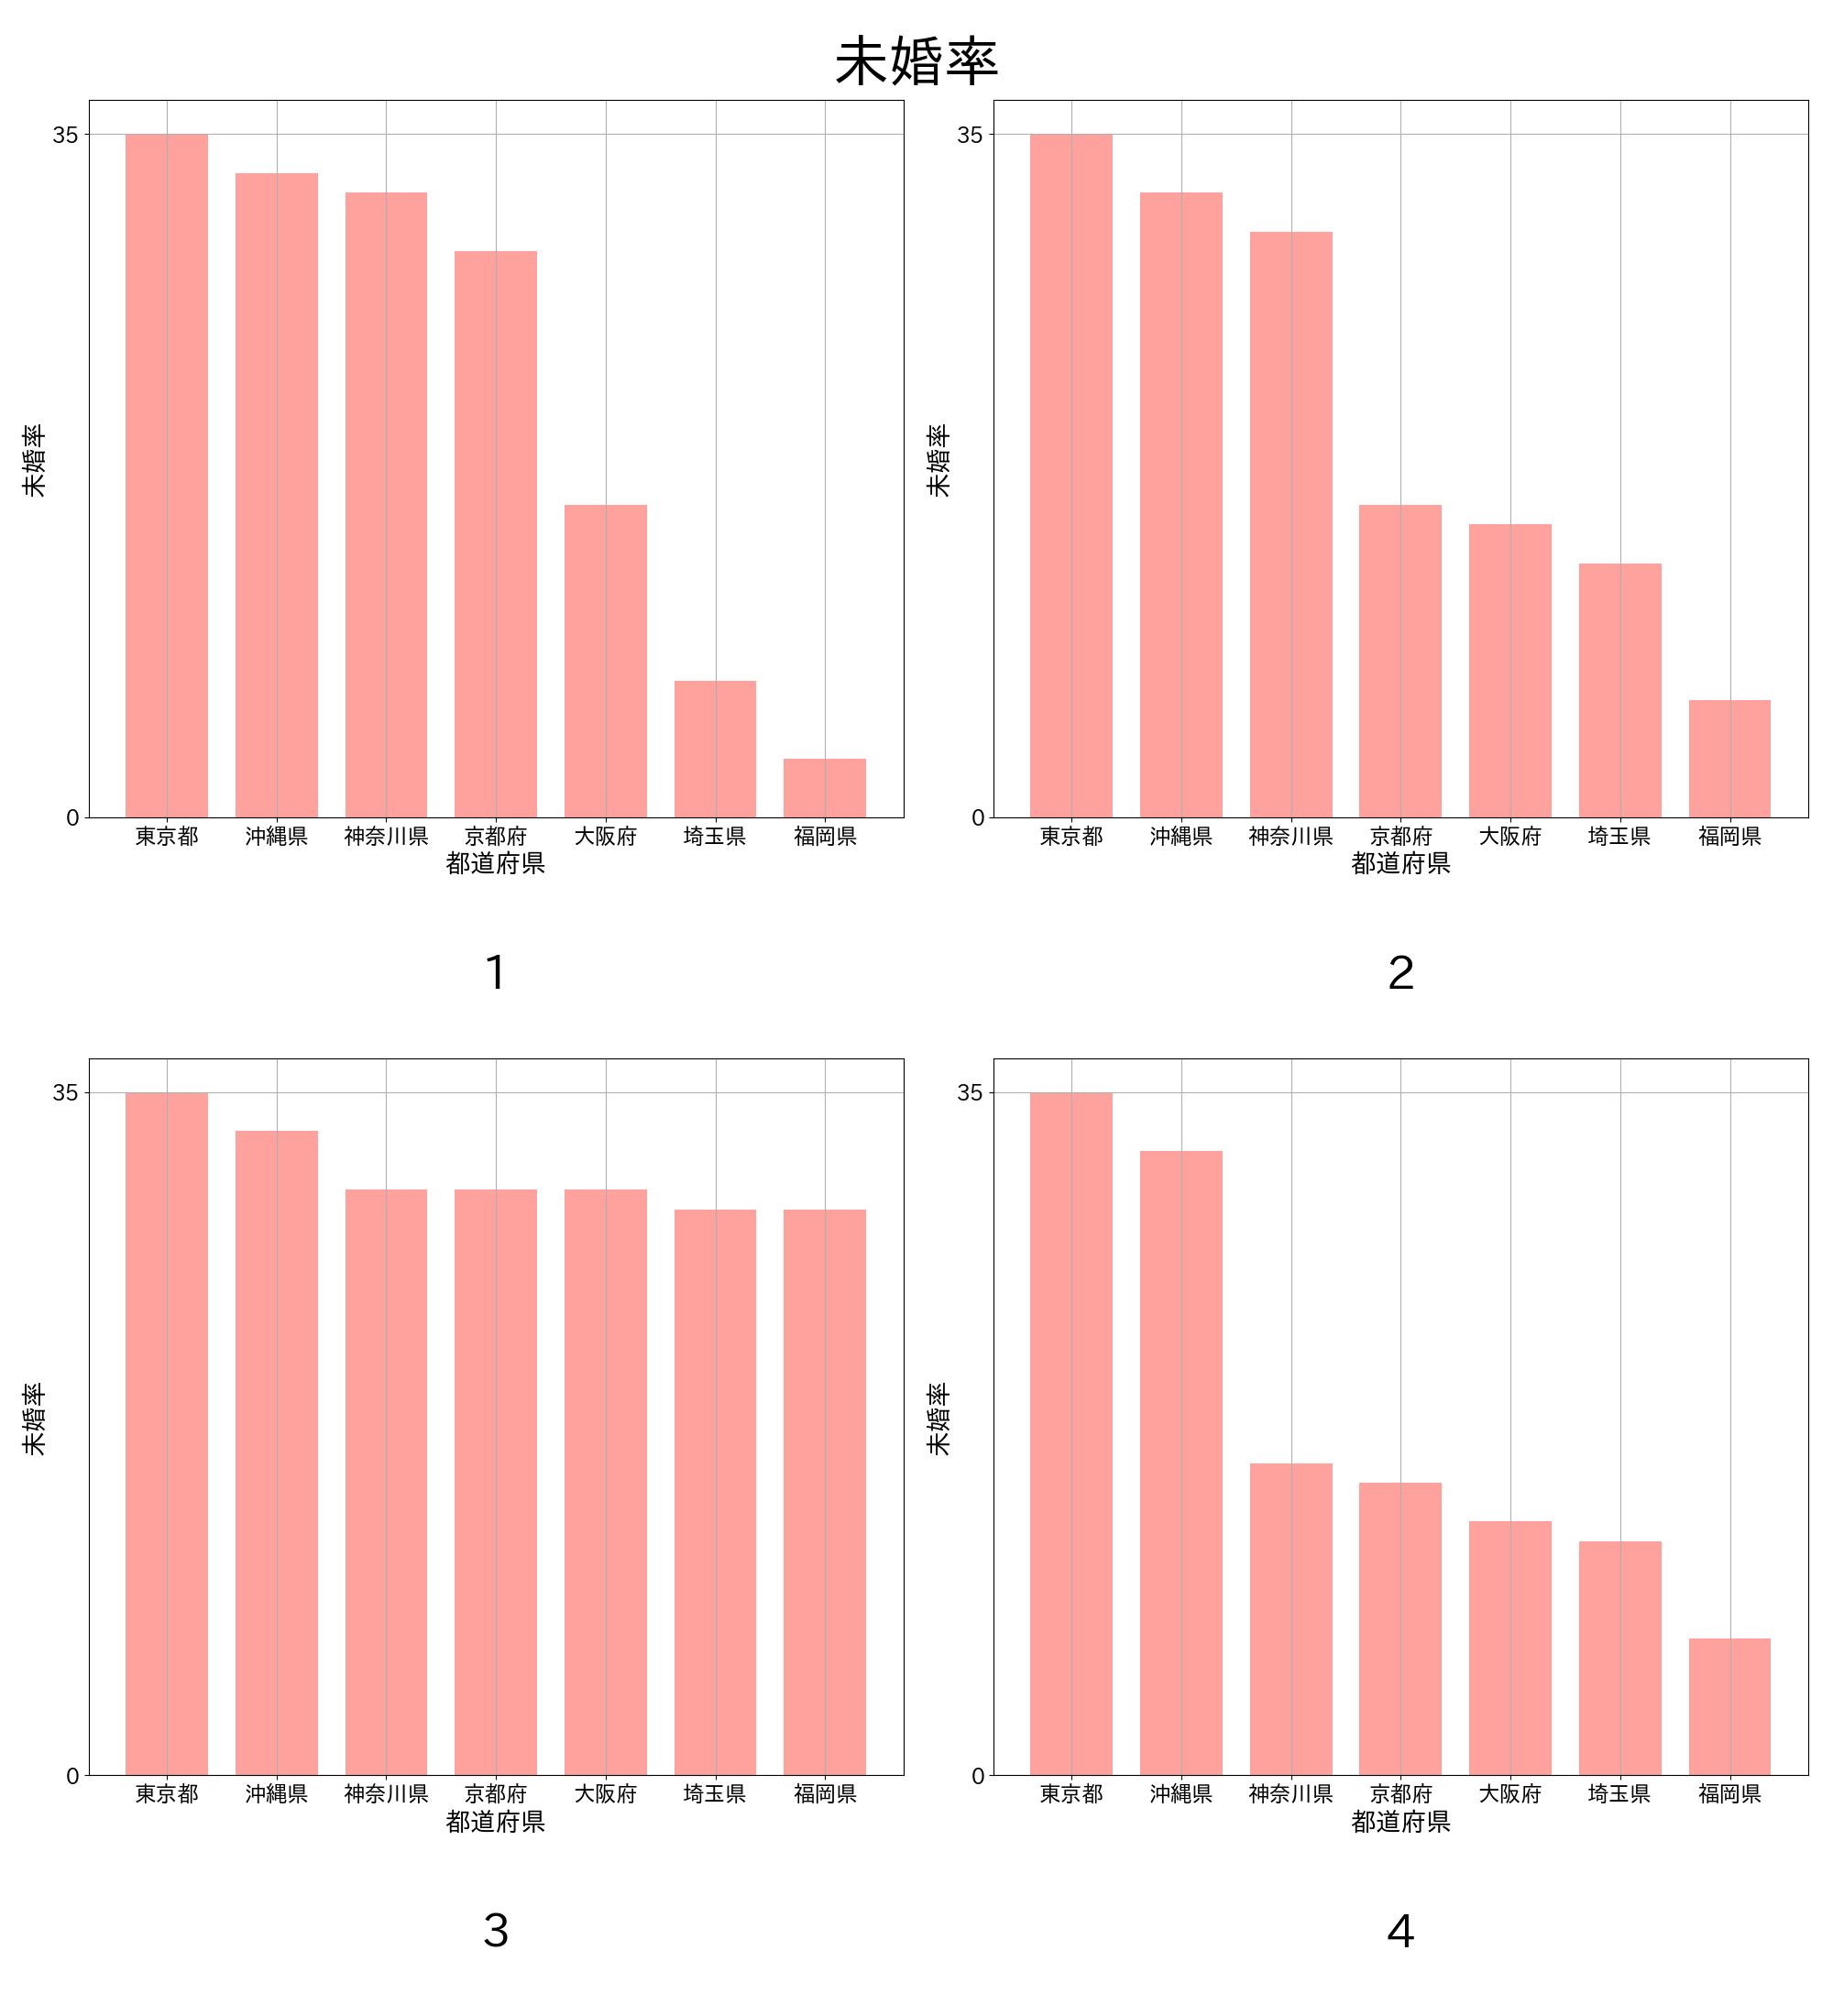 未婚率
35
0
未婚率
東京都 沖縄県 神奈川県 京都府 大阪府 埼玉県 福岡県
都道府県
1
35
0
未婚率
東京都 沖縄県 神奈川県 京都府 大阪府 埼玉県 福岡県
都道府県
2
35
0
未婚率
東京都 沖縄県 神奈川県 京都府 大阪府 埼玉県 福岡県
都道府県
3
35
0
未婚率
東京都 沖縄県 神奈川県 京都府 大阪府 埼玉県 福岡県
都道府県
4